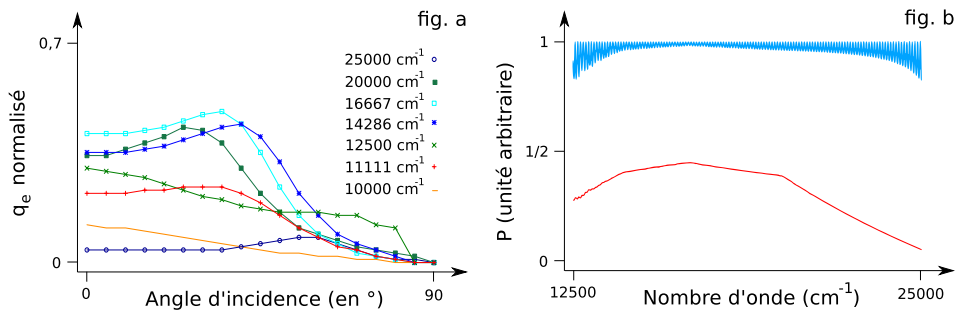 fig. a
0,7
0
qe normalisé
25000 cm-1
20000 cm-1
16667 cm-1
14286 cm-1
12500 cm-1
11111 cm-1
10000 cm-1
0
90
Angle d'incidence (en °)
fig. b
1
1/2
0
P (unité arbitraire)
12500
25000
Nombre d'onde (cm-1)